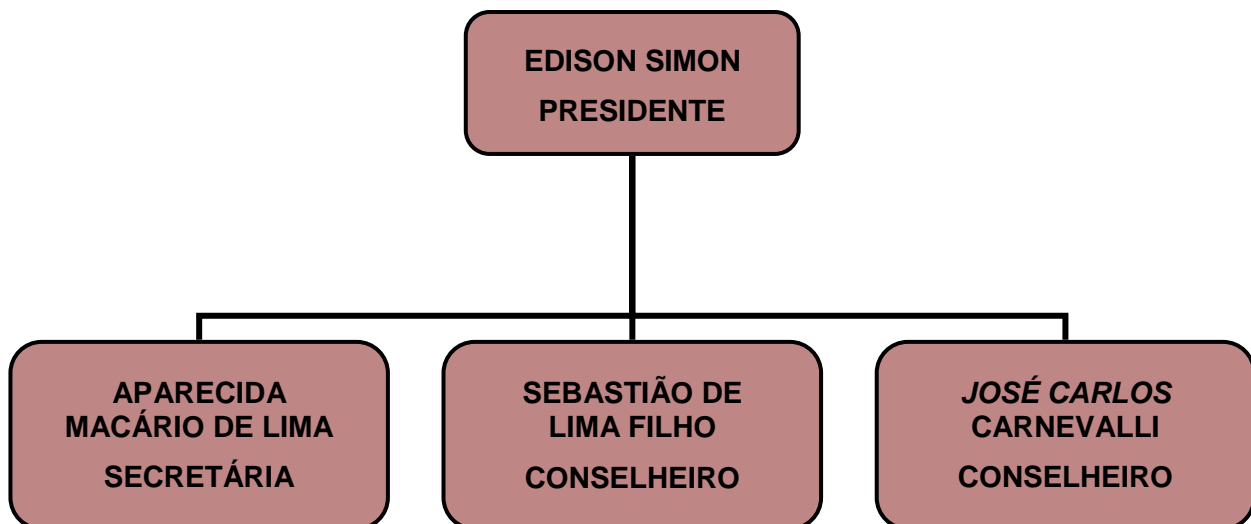 EDISON SIMON
PRESIDENTE
APARECIDA
MACÁRIO DE LIMA
SECRETÁRIA
SEBASTIÃO DE
LIMA FILHO
CONSELHEIRO
JOSÉ CARLOS
CARNEVALLI
CONSELHEIRO